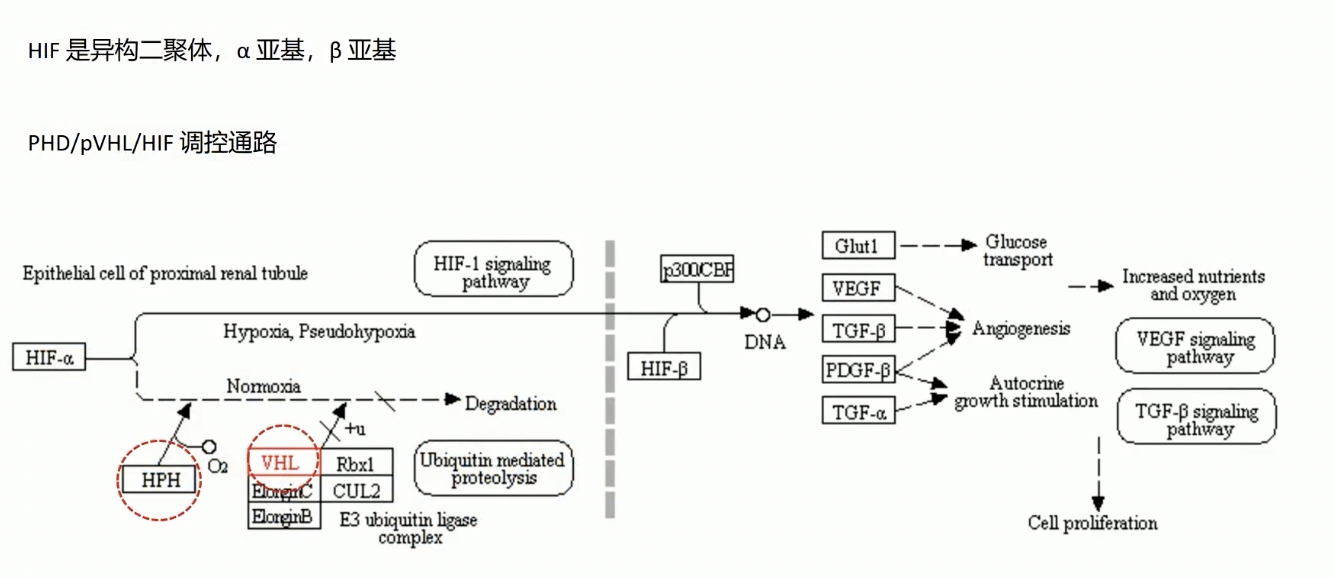 HIF 是异构二聚体，α 亚基，β 亚基
PHD/pVHL/HIF 调控通路
Epithelial cell of proximal renal tubule
HIF-1 signaling
pathway
p300/CBP
Glut1
Glucose
transport
VEGF
Increased nutrients
and oxygen
Hypoxia, Pseudohypoxia
DNA
TGF-β
Angiogenesis
VEGF signaling
pathway
HIF-α
HIF-β
PDGF-β
Normoxia
Degradation
Autocrine
growth stimulation
TGF-α
TGF-β signaling
pathway
+u
O2
HPH
VHL
Rbx1
ElonginC
CUL2
ElonginB
E3 ubiquitin ligase
complex
Ubiquitin mediated
proteolysis
Cell proliferation